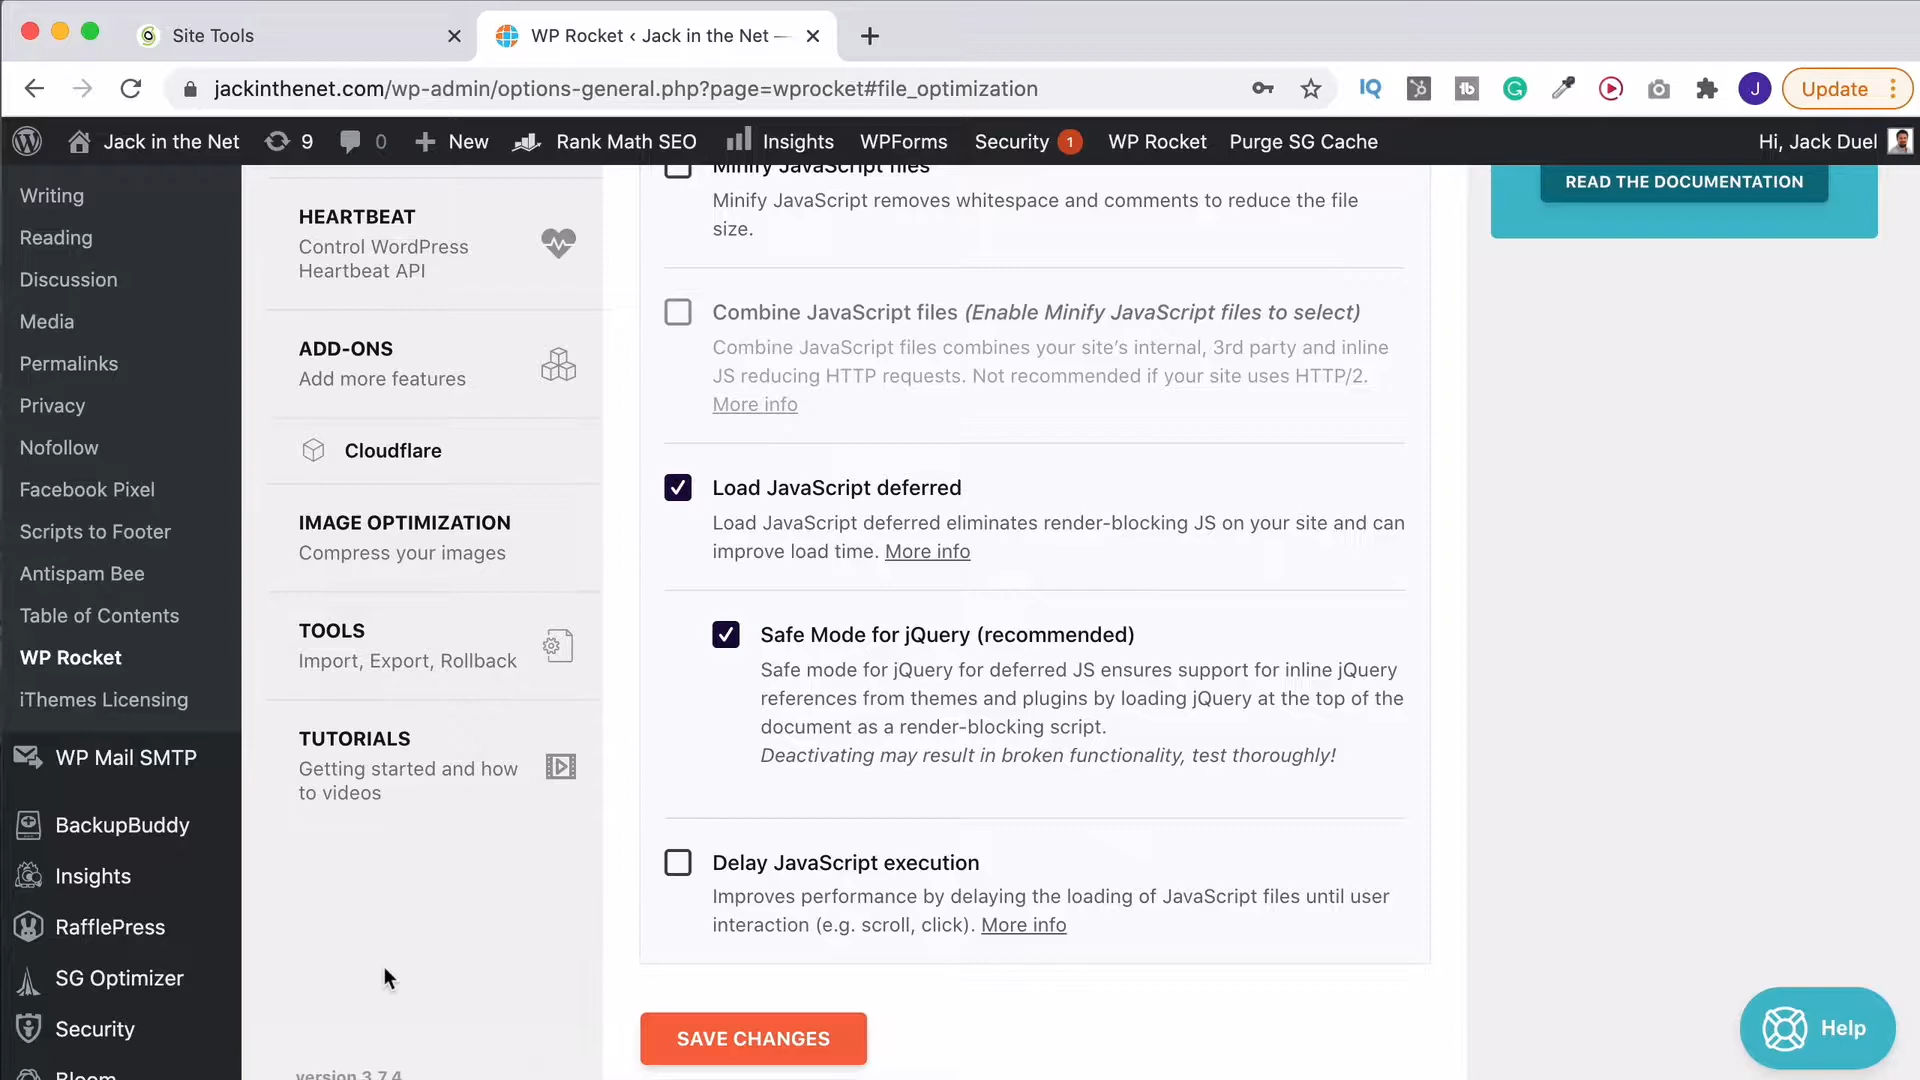 Site Tools
WP Rocket ‹ Jack in the Net —
jackinthenet.com/wp-admin/options-general.php?page=wprocket#file_optimization
IQ
tb
G
J
Update
Jack in the Net
9
0
New
Rank Math SEO
Insights
WPForms
Security 1
WP Rocket
Purge SG Cache
Hi, Jack Duel
Writing
Reading
Discussion
Media
Permalinks
Privacy
Nofollow
Facebook Pixel
Scripts to Footer
Antispam Bee
Table of Contents
WP Rocket
iThemes Licensing
WP Mail SMTP
BackupBuddy
Insights
RafflePress
SG Optimizer
Security
Bloom
HEARTBEAT
Control WordPress
Heartbeat API
ADD-ONS
Add more features
Cloudflare
IMAGE OPTIMIZATION
Compress your images
TOOLS
Import, Export, Rollback
TUTORIALS
Getting started and how
to videos
version 3.7.4
Minify JavaScript files
Minify JavaScript removes whitespace and comments to reduce the file
size.
Combine JavaScript files (Enable Minify JavaScript files to select)
Combine JavaScript files combines your site's internal, 3rd party and inline
JS reducing HTTP requests. Not recommended if your site uses HTTP/2.
More info
Load JavaScript deferred
Load JavaScript deferred eliminates render-blocking JS on your site and can
improve load time. More info
Safe Mode for jQuery (recommended)
Safe mode for jQuery for deferred JS ensures support for inline jQuery
references from themes and plugins by loading jQuery at the top of the
document as a render-blocking script.
Deactivating may result in broken functionality, test thoroughly!
Delay JavaScript execution
Improves performance by delaying the loading of JavaScript files until user
interaction (e.g. scroll, click). More info
SAVE CHANGES
READ THE DOCUMENTATION
Help